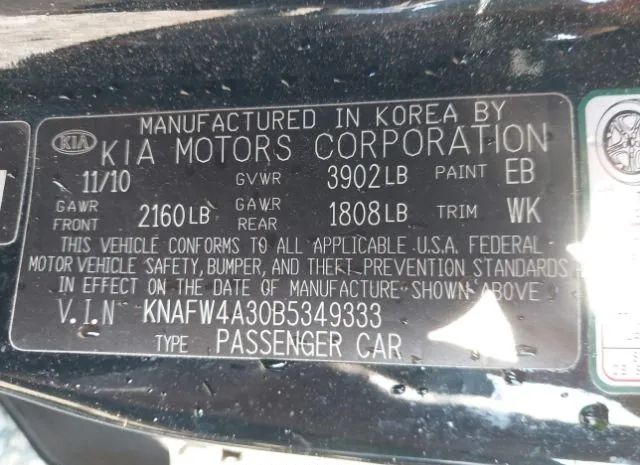 MANUFACTURED IN KOREA BY
KIA KIA MOTORS CORPORATION
11/10 GVWR 3902LB PAINT EB
GAWR FRONT 2160LB GAWR REAR 1808LB TRIM WK
THIS VEHICLE CONFORMS TO ALL APPLICABLE U.S.A. FEDERAL
MOTOR VEHICLE SAFETY, BUMPER, AND THEFT PREVENTION STANDARDS
IN EFFECT ON THE DATE OF MANUFACTURE SHOWN ABOVE
V.I.N KNAFW4A30B5349333
TYPE PASSENGER CAR